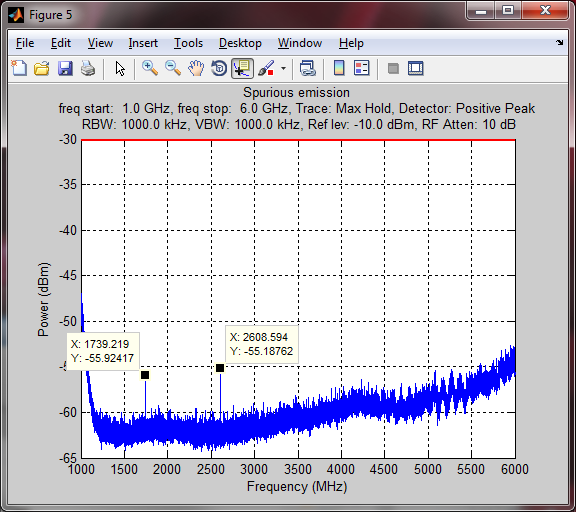 Figure 5
File Edit View Insert Tools Desktop Window Help
Spurious emission
freq start: 1.0 GHz, freq stop: 6.0 GHz, Trace: Max Hold, Detector: Positive Peak
RBW: 1000.0 kHz, VBW: 1000.0 kHz, Ref lev: -10.0 dBm, RF Atten: 10 dB
-30
-35
-40
-45
-50
-60
-65
Power (dBm)
X: 1739.219
Y: -55.92417
X: 2608.594
Y: -55.18762
1000 1500 2000 2500 3000 3500 4000 4500 5000 5500 6000
Frequency (MHz)